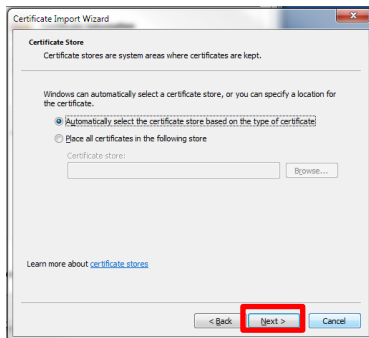 Certificate Import Wizard
Certificate Store
Certificate stores are system areas where certificates are kept.
Windows can automatically select a certificate store, or you can specify a location for
the certificate.
Automatically select the certificate store based on the type of certificate
Place all certificates in the following store
Certificate store:
Browse...
Learn more about certificate stores
< Back
Next >
Cancel